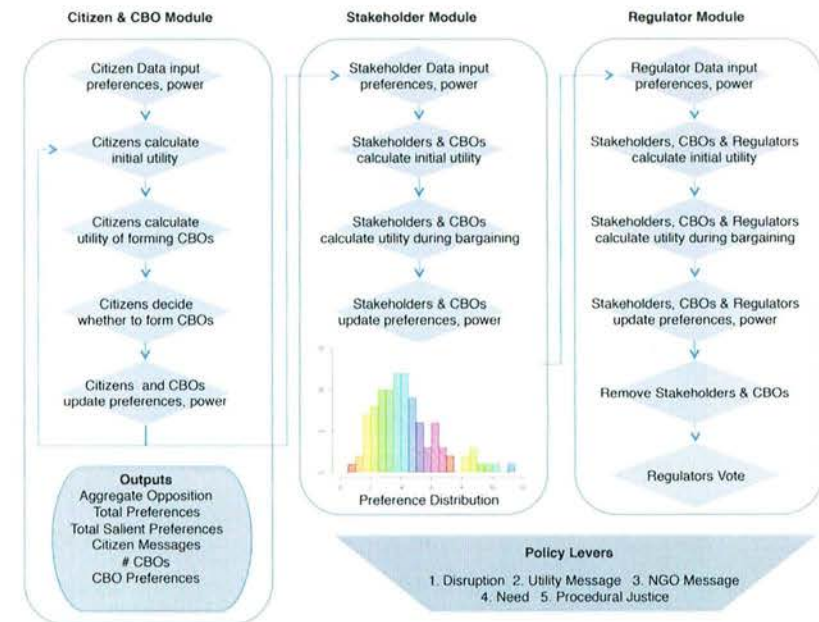 Citizen & CBO Module
Citizen Data input
preferences, power
Citizens calculate
initial utility
Citizens calculate
utility of forming CBOs
Citizens decide
whether to form CBOs
Citizens and CBOs
update preferences, power
Outputs
Aggregate Opposition
Total Preferences
Total Salient Preferences
Citizen Messages
# CBOs
CBO Preferences
Stakeholder Module
Stakeholder Data input
preferences, power
Stakeholders & CBOs
calculate initial utility
Stakeholders & CBOs
calculate utility during bargaining
Stakeholders & CBOs
update preferences, power
Preference Distribution
Regulator Module
Regulator Data input
preferences, power
Stakeholders, CBOs & Regulators
calculate initial utility
Stakeholders, CBOs & Regulators
calculate utility during bargaining
Stakeholders, CBOs & Regulators
update preferences, power
Remove Stakeholders & CBOs
Regulators Vote
Policy Levers
1. Disruption 2. Utility Message 3. NGO Message
4. Need 5. Procedural Justice